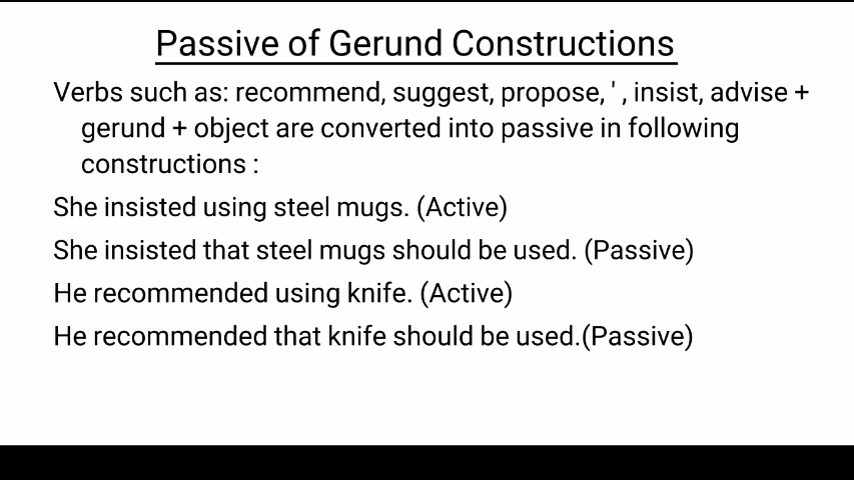 Passive of Gerund Constructions
Verbs such as: recommend, suggest, propose, ' , insist, advise +
gerund + object are converted into passive in following
constructions :
She insisted using steel mugs. (Active)
She insisted that steel mugs should be used. (Passive)
He recommended using knife. (Active)
He recommended that knife should be used.(Passive)